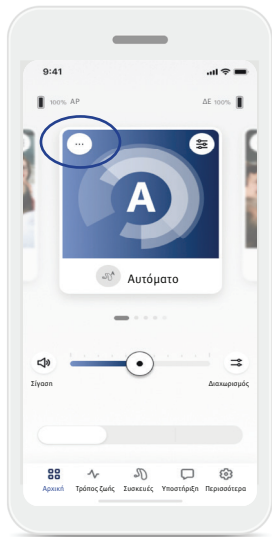 9:41
100% ΑΡ
ΔΕ 100%
...
A
A
Αυτόματο
Σίγαση
Διαχωρισμός
Αρχική
Τρόπος ζωής
Συσκευές
Υποστήριξη
Περισσότερα